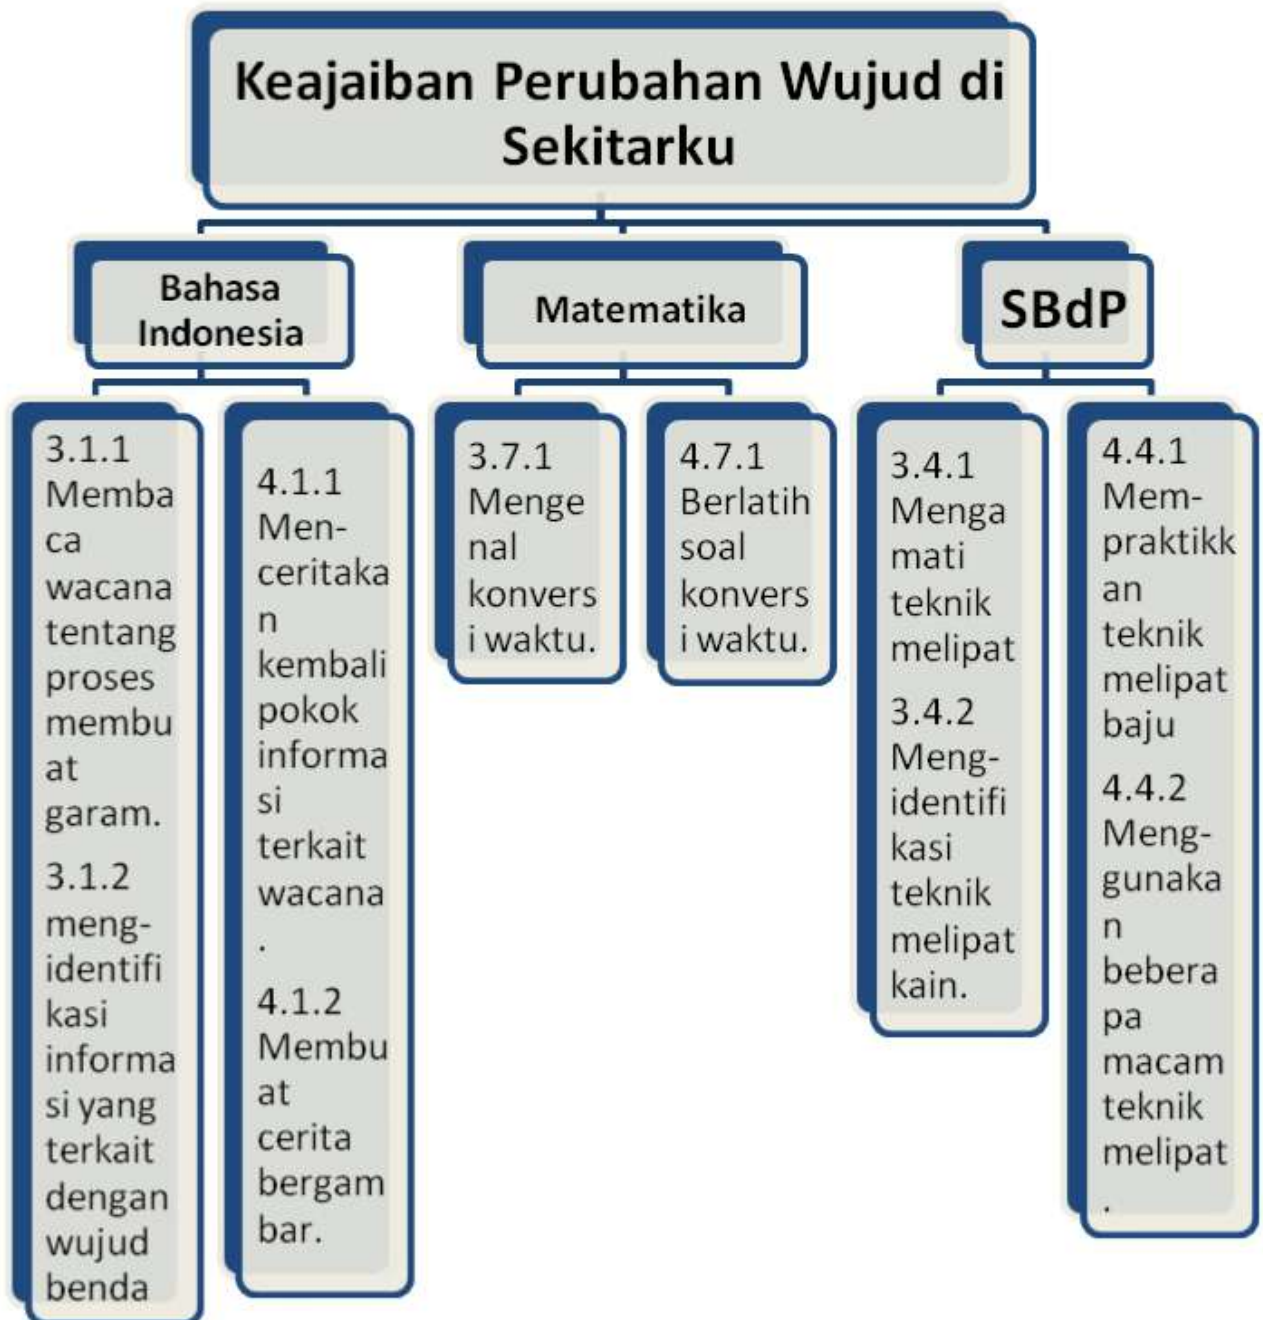 Keajaiban Perubahan Wujud di
Sekitarku
Bahasa
Indonesia
3.1.1
Memba
ca
wacana
tentang
proses
membu
at
garam.
3.1.2
meng-
identifi
kasi
informa
si yang
terkait
dengan
wujud
benda
4.1.1
Men-
ceritaka
n
kembali
pokok
informa
si
terkait
wacana
.
4.1.2
Membu
at
cerita
bergam
bar.
Matematika
3.7.1
Menge
nal
konvers
i waktu.
4.7.1
Berlatih
soal
konvers
i waktu.
SBdP
3.4.1
Menga
mati
teknik
melipat
3.4.2
Meng-
identifi
kasi
teknik
melipat
kain.
4.4.1
Mem-
praktikk
an
teknik
melipat
baju
4.4.2
Meng-
gunaka
n
bebera
pa
macam
teknik
melipat
.